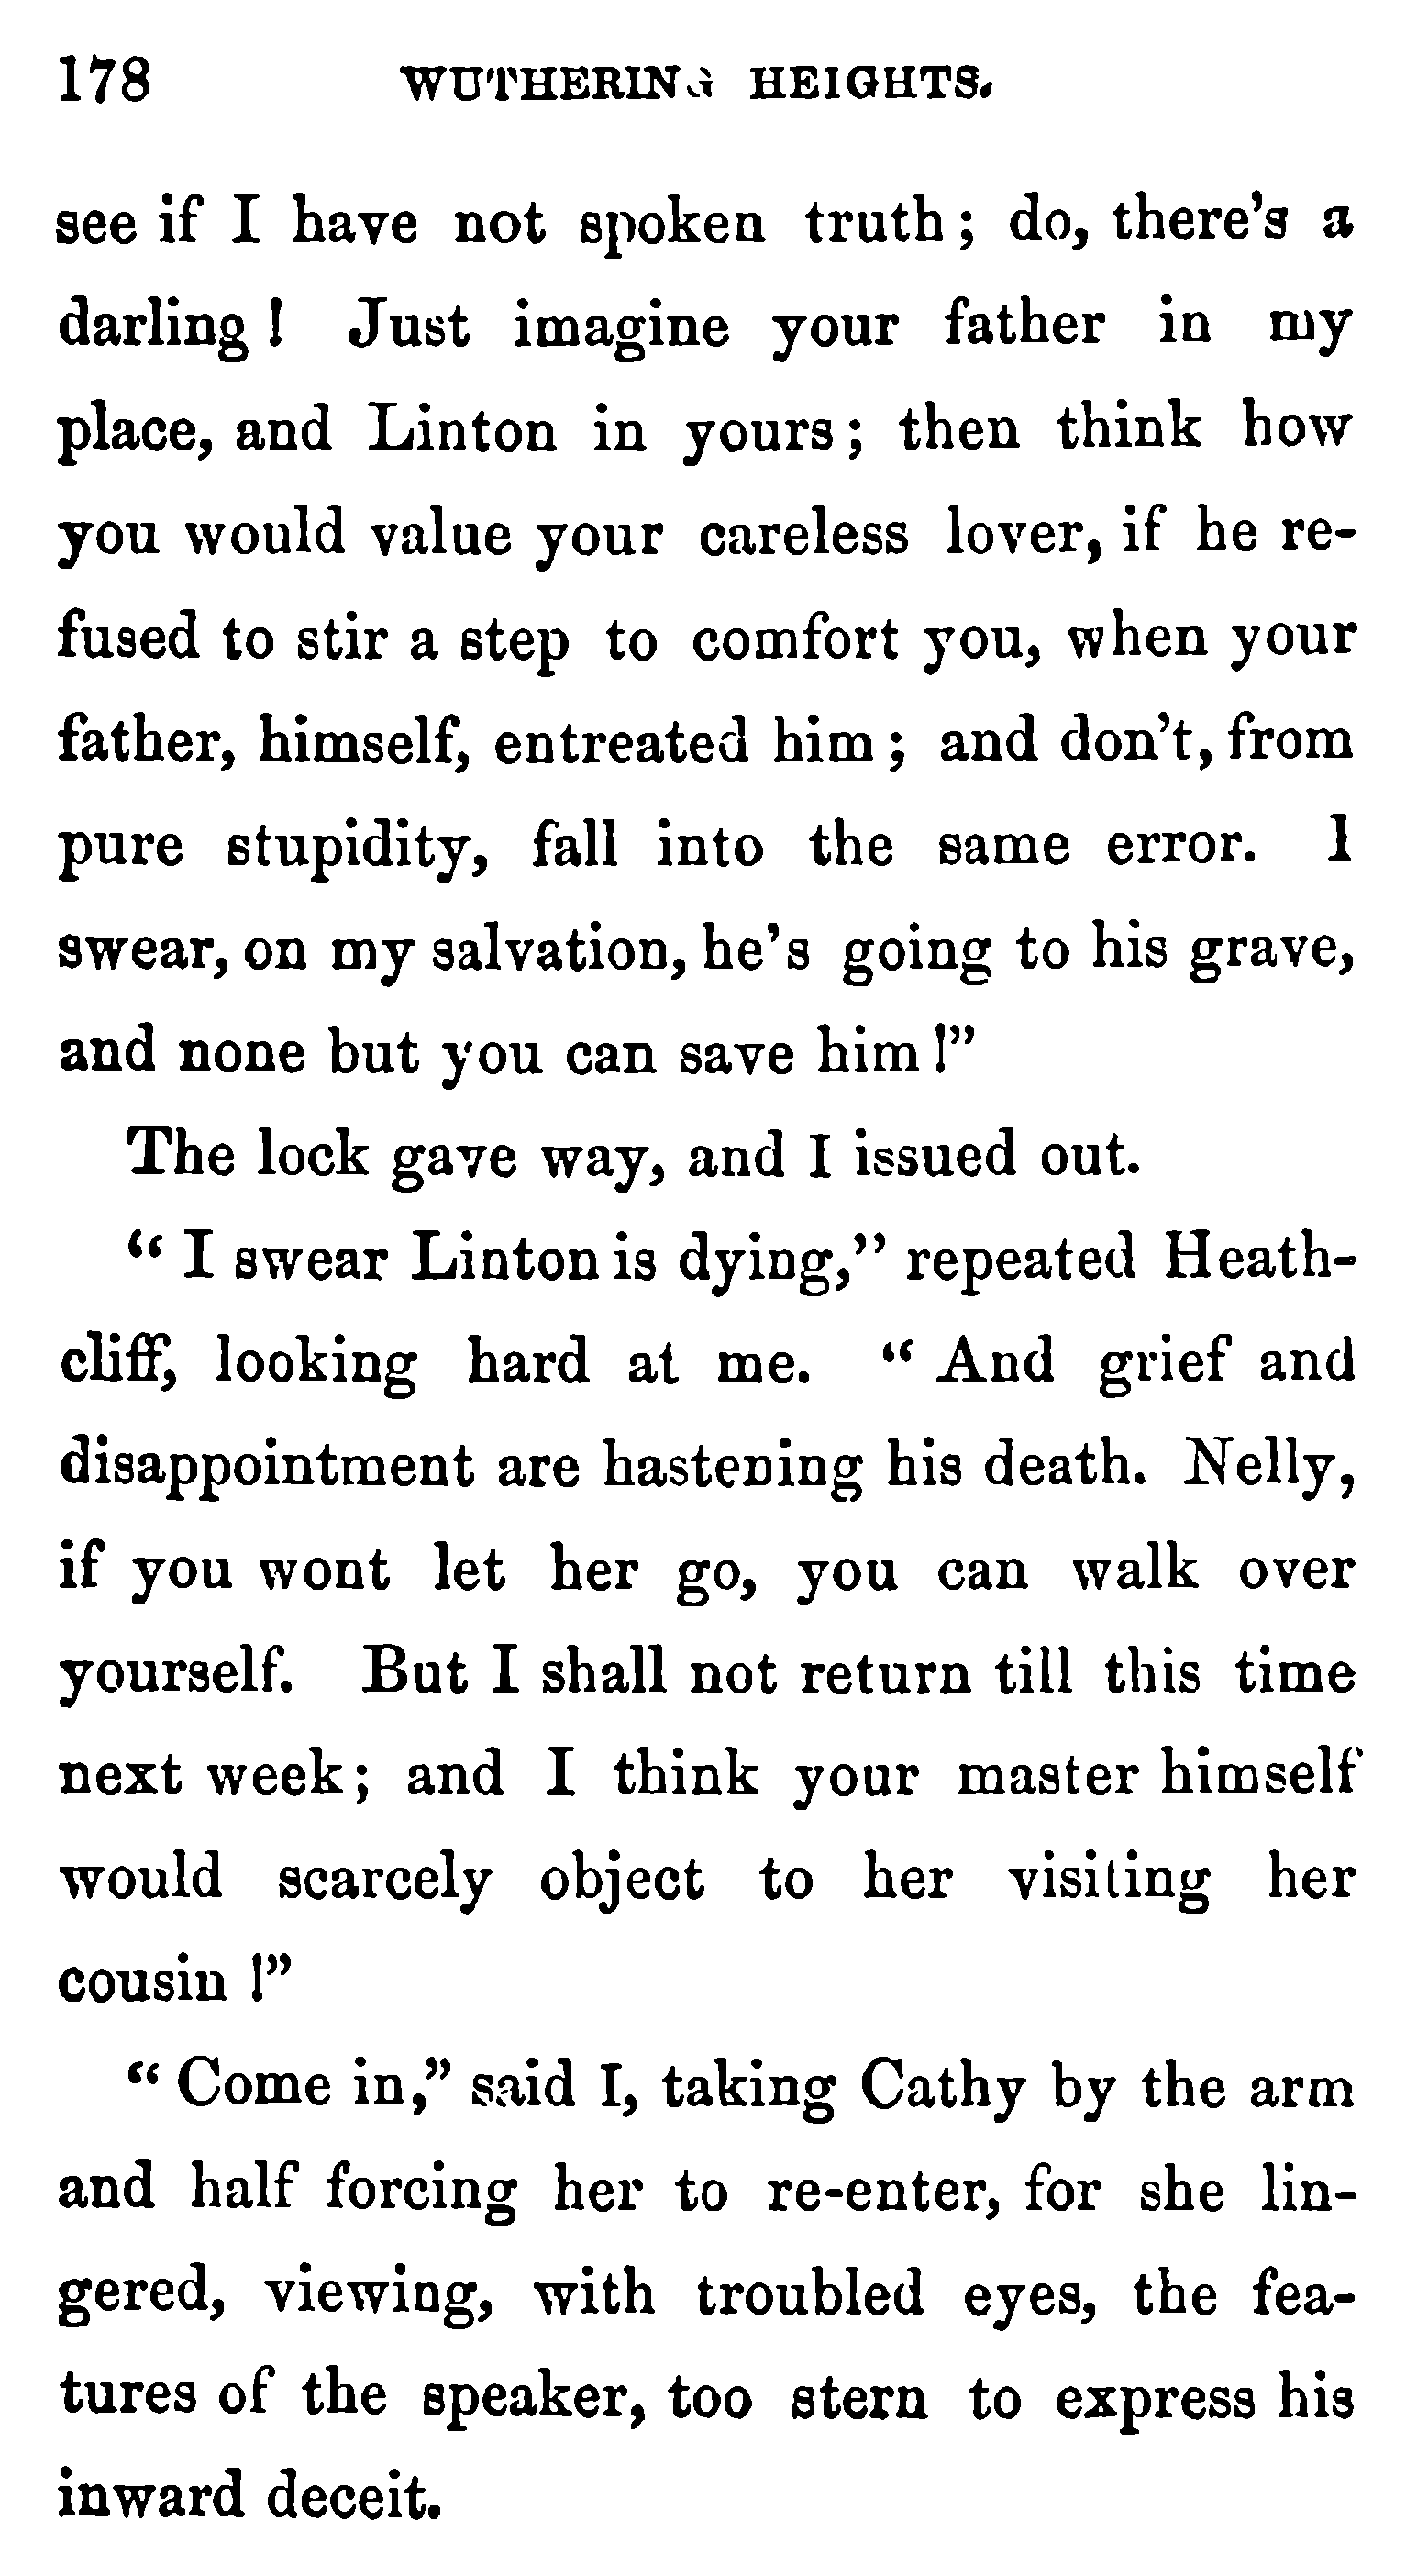 178 WUTHERING HEIGHTS.
see if I have not spoken truth; do, there's a
darling! Just imagine your father in my
place, and Linton in yours; then think how
you would value your careless lover, if he re-
fused to stir a step to comfort you, when your
father, himself, entreated him; and don't, from
pure stupidity, fall into the same error. I
swear, on my salvation, he's going to his grave,
and none but you can save him!"
The lock gave way, and I issued out.
"I swear Linton is dying," repeated Heath-
cliff, looking hard at me. "And grief and
disappointment are hastening his death. Nelly,
if you wont let her go, you can walk over
yourself. But I shall not return till this time
next week; and I think your master himself
would scarcely object to her visiting her
cousin!"
"Come in," said I, taking Cathy by the arm
and half forcing her to re-enter, for she lin-
gered, viewing, with troubled eyes, the fea-
tures of the speaker, too stern to express his
inward deceit.